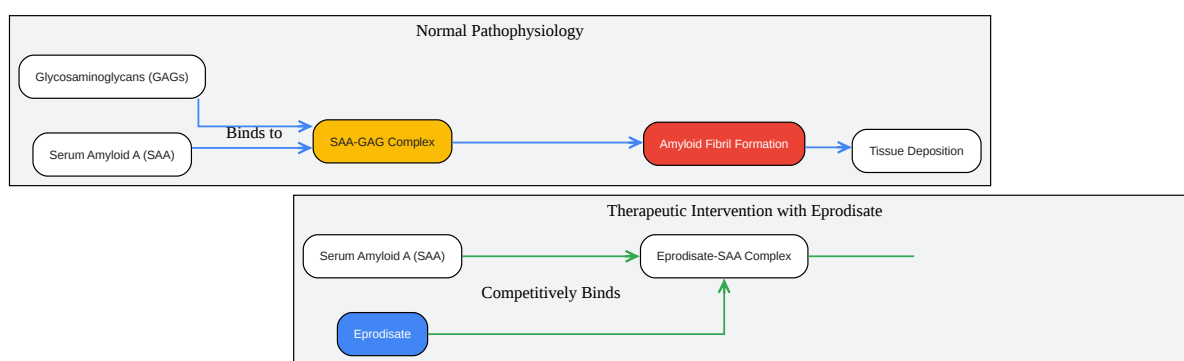 Normal Pathophysiology
Glycosaminoglycans (GAGs)
Binds to
Serum Amyloid A (SAA)
SAA-GAG Complex
Amyloid Fibril Formation
Tissue Deposition
Therapeutic Intervention with Eprodisate
Serum Amyloid A (SAA)
Eprodisate-SAA Complex
Competitively Binds
Eprodisate